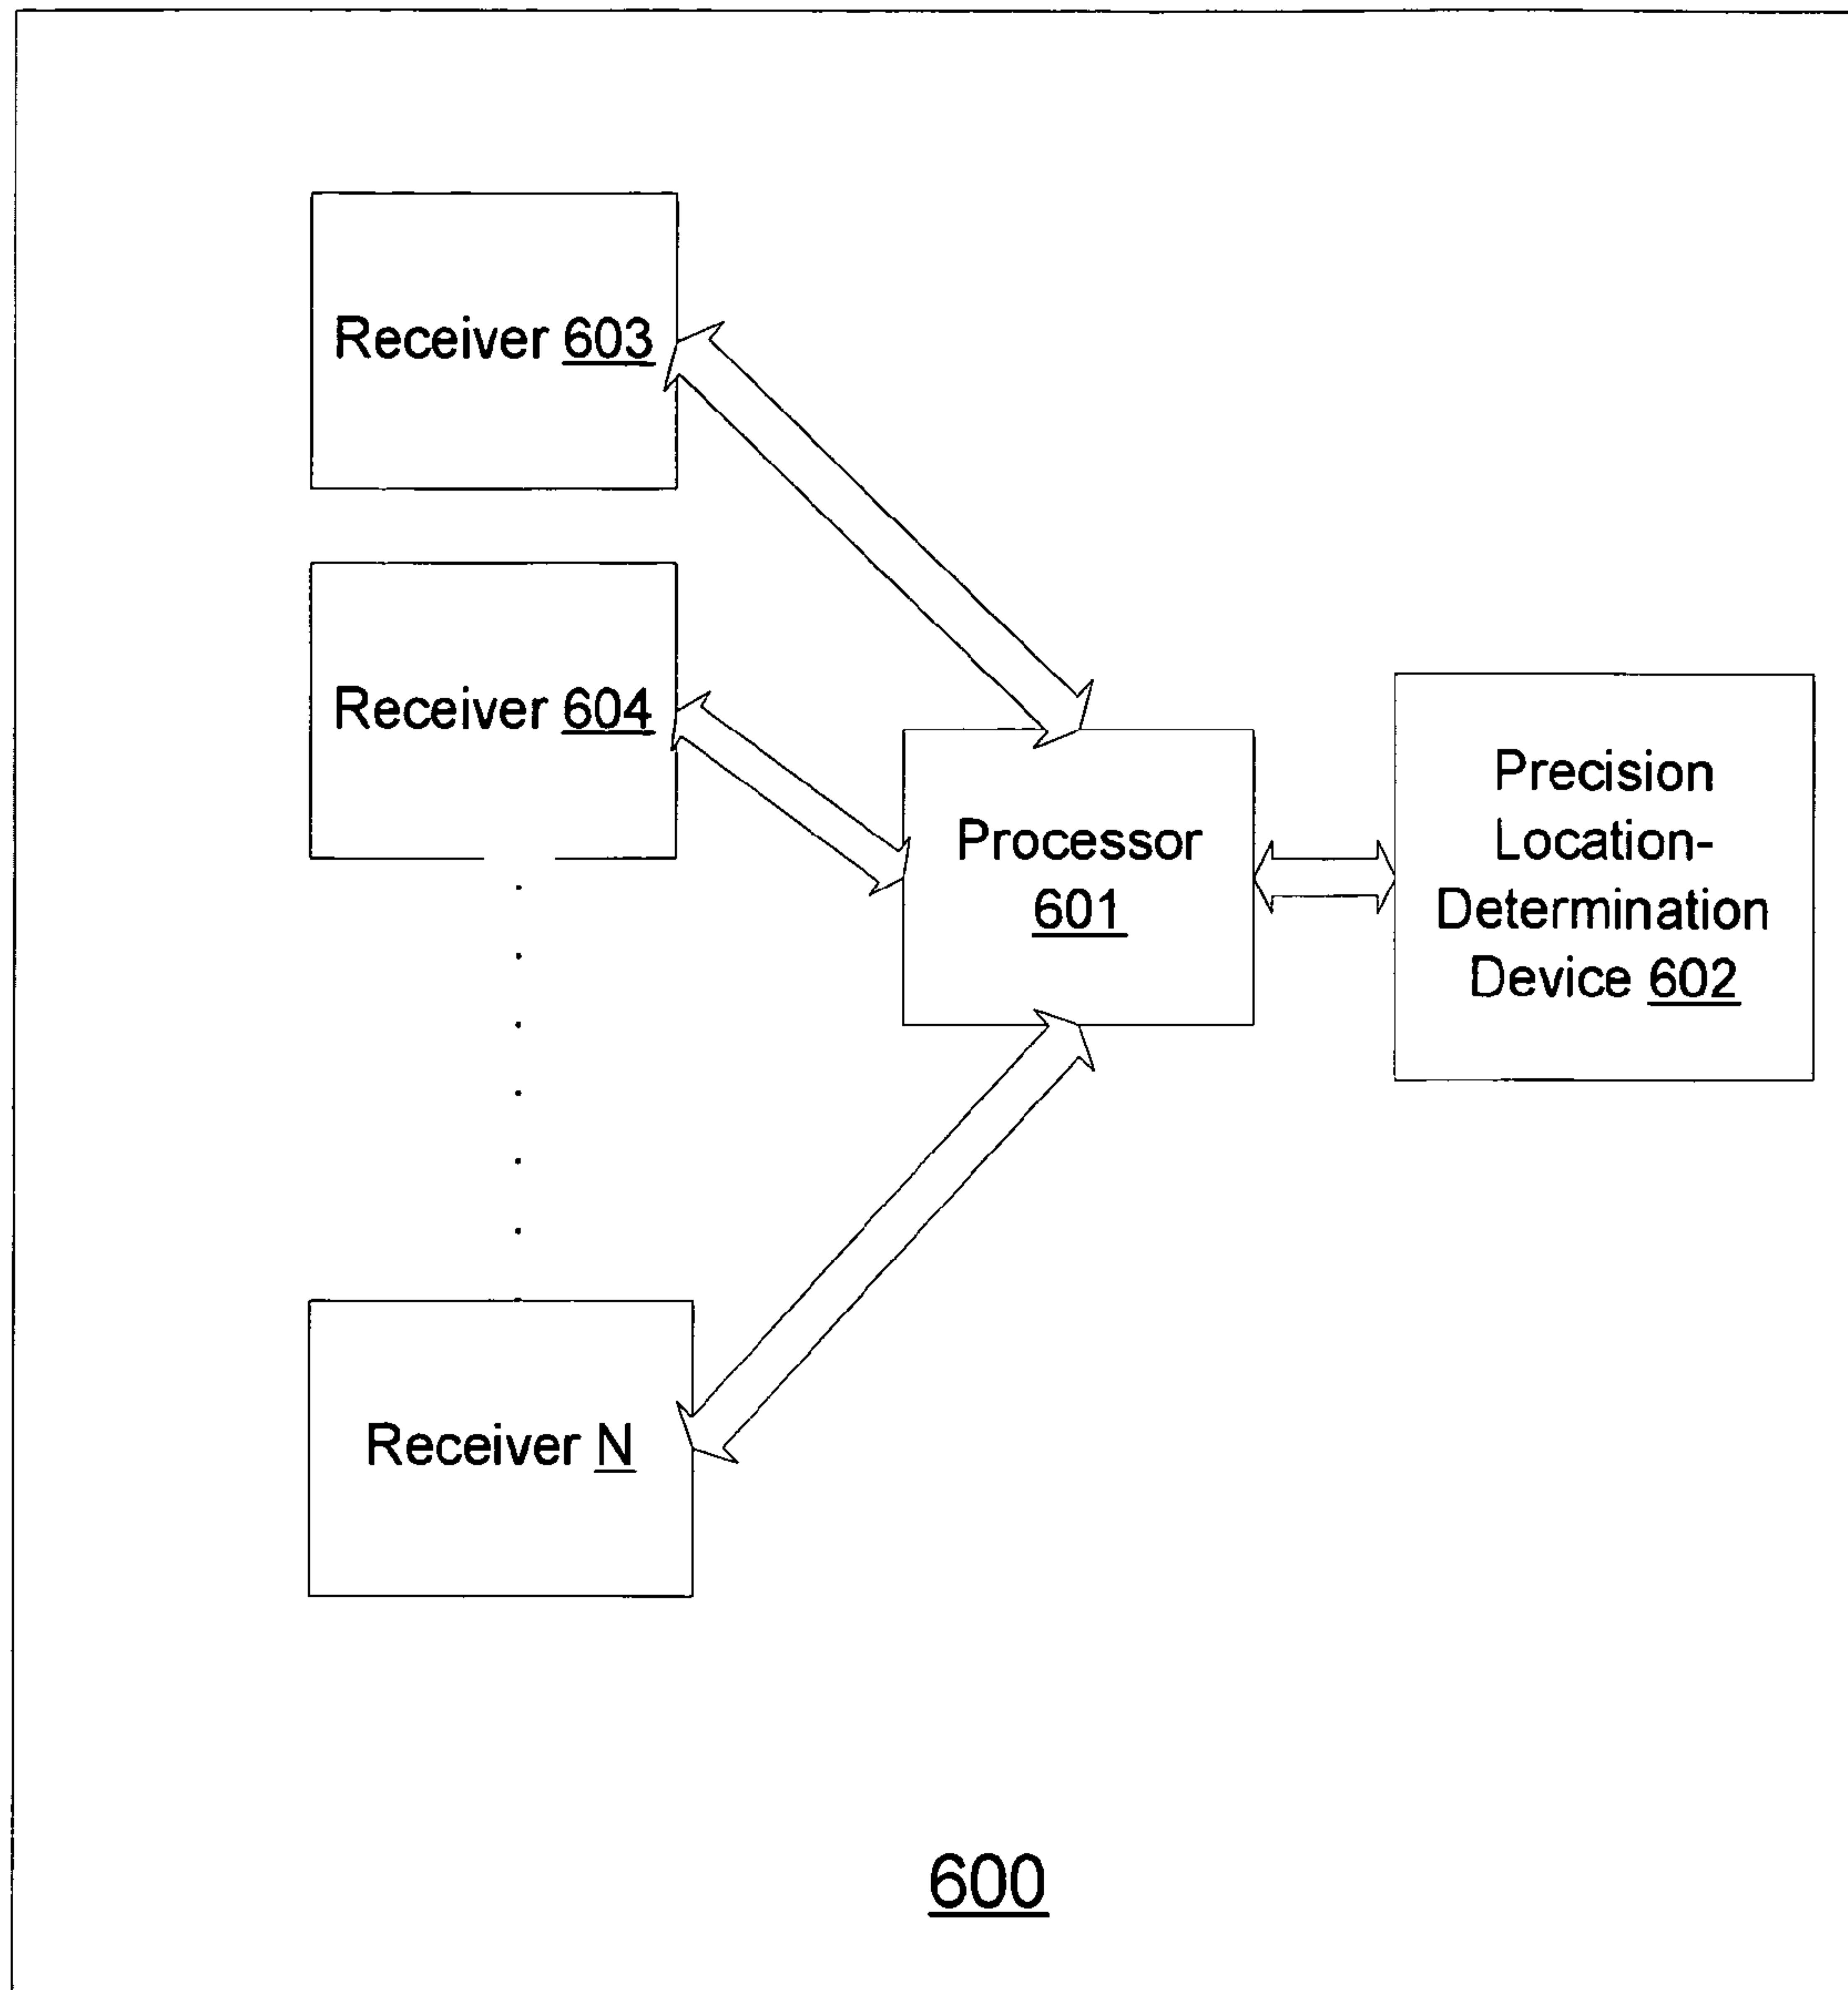 Receiver 603
Receiver 604
Processor
601
Precision
Location-
Determination
Device 602
Receiver N
600